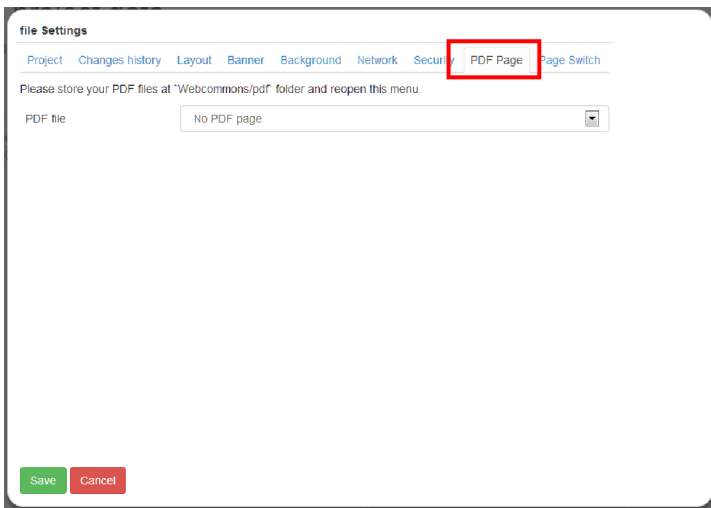 file Settings
Project Changes history Layout Banner Background Network Security PDF Page Page Switch
Please store your PDF files at "Webcommons/pdf" folder and reopen this menu.
PDF file No PDF page
Save Cancel